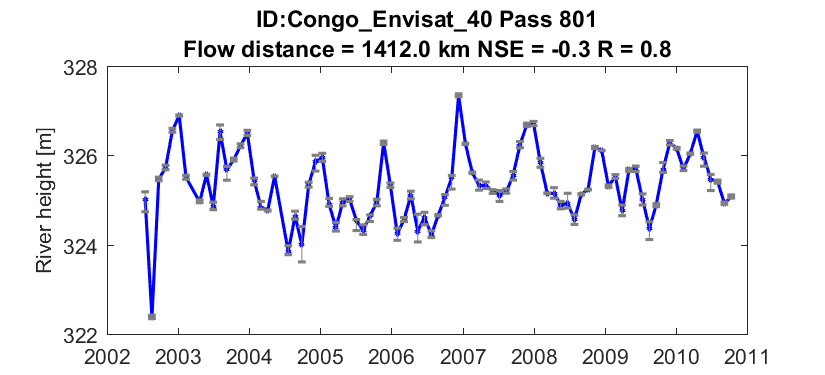 ID:Congo_Envisat_40 Pass 801
Flow distance = 1412.0 km NSE = -0.3 R = 0.8
328
326
324
322
River height [m]
2002 2003 2004 2005 2006 2007 2008 2009 2010 2011